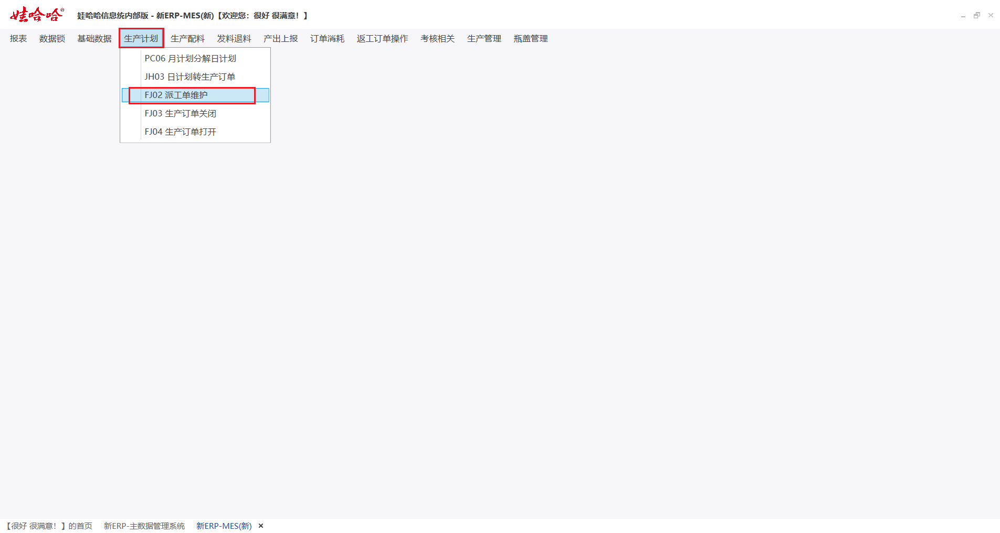 娃哈哈®
娃哈哈信息统内部版 - 新ERP-MES(新)【欢迎您：很好 很满意！】
报表 数据锁 基础数据 生产计划 生产配料 发料退料 产出上报 订单消耗 返工订单操作 考核相关 生产管理 瓶盖管理
PC06 月计划分解日计划
JH03 日计划转生产订单
FJ02 派工单维护
FJ03 生产订单关闭
FJ04 生产订单打开
【很好 很满意！】的首页 新ERP-主数据管理系统 新ERP-MES(新) ×